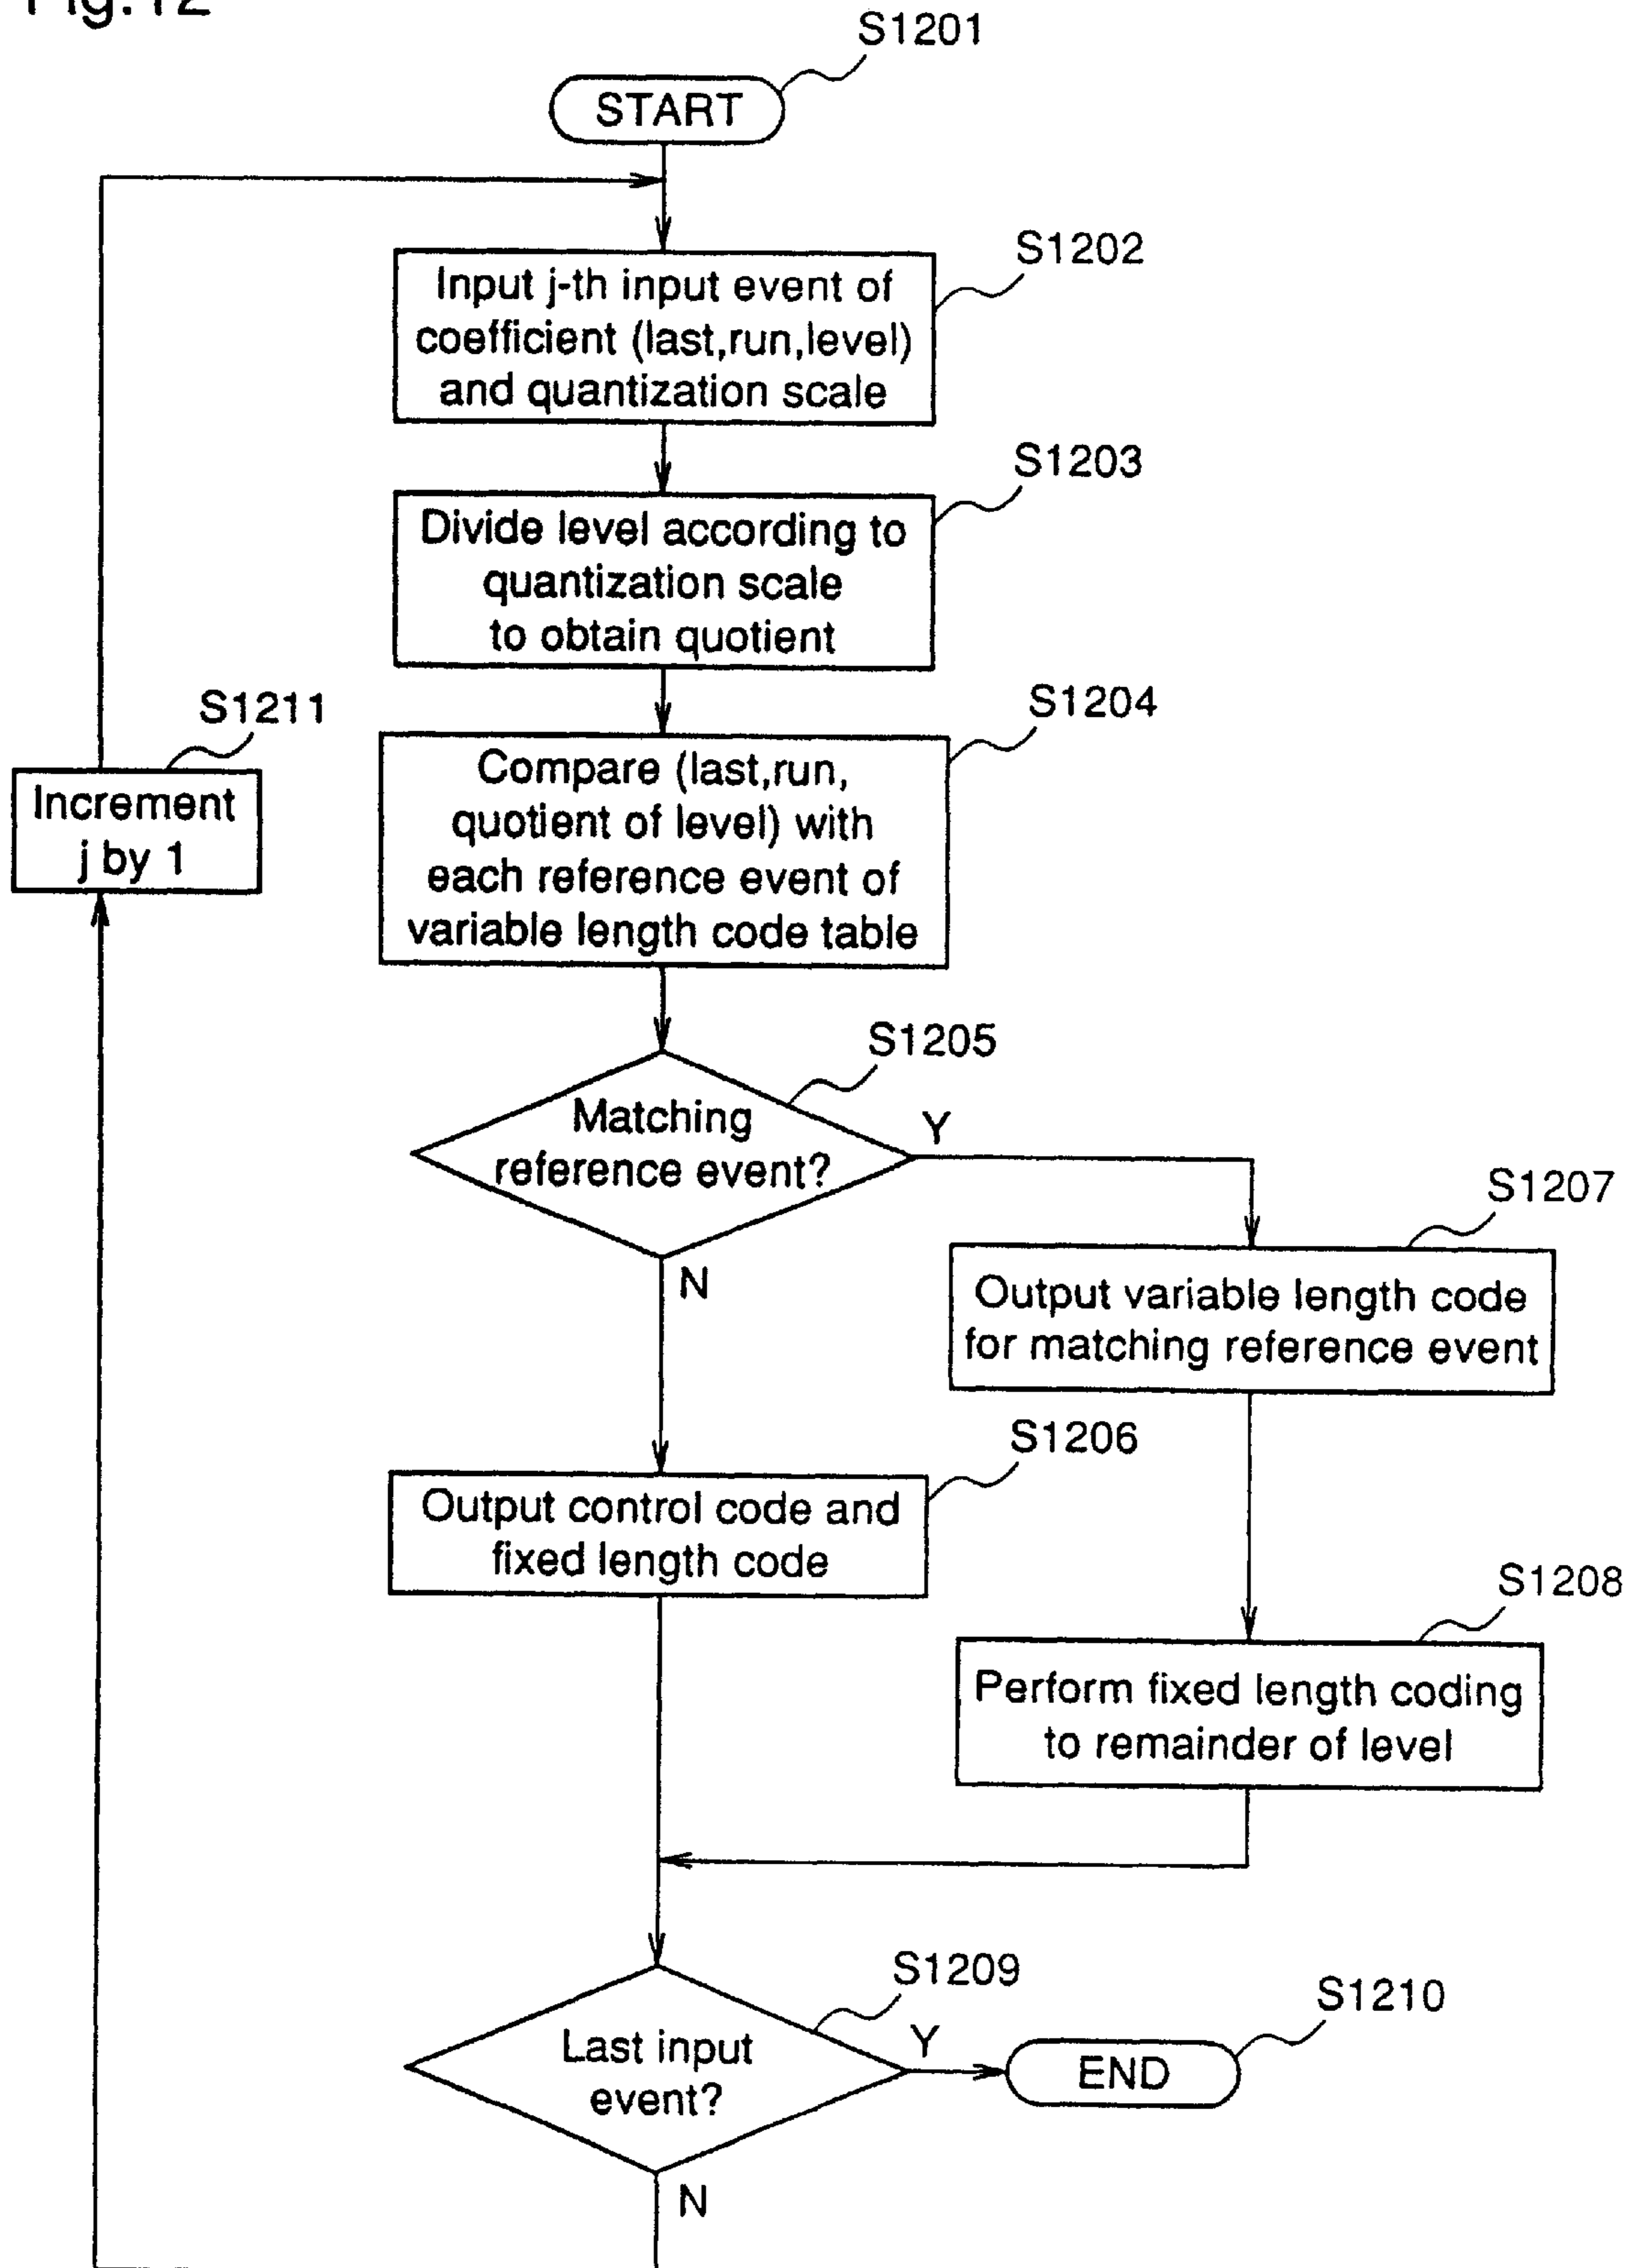 Fig.12
S1201
START
S1202
Input j-th input event of
coefficient (last,run,level)
and quantization scale
S1203
Divide level according to
quantization scale
to obtain quotient
S1204
Compare (last,run,
quotient of level) with
each reference event of
variable length code table
S1211
Increment
j by 1
S1205
Matching
reference event?
Y
N
S1207
Output variable length code
for matching reference event
S1206
Output control code and
fixed length code
S1208
Perform fixed length coding
to remainder of level
S1209
Last input
event?
Y
S1210
END
N